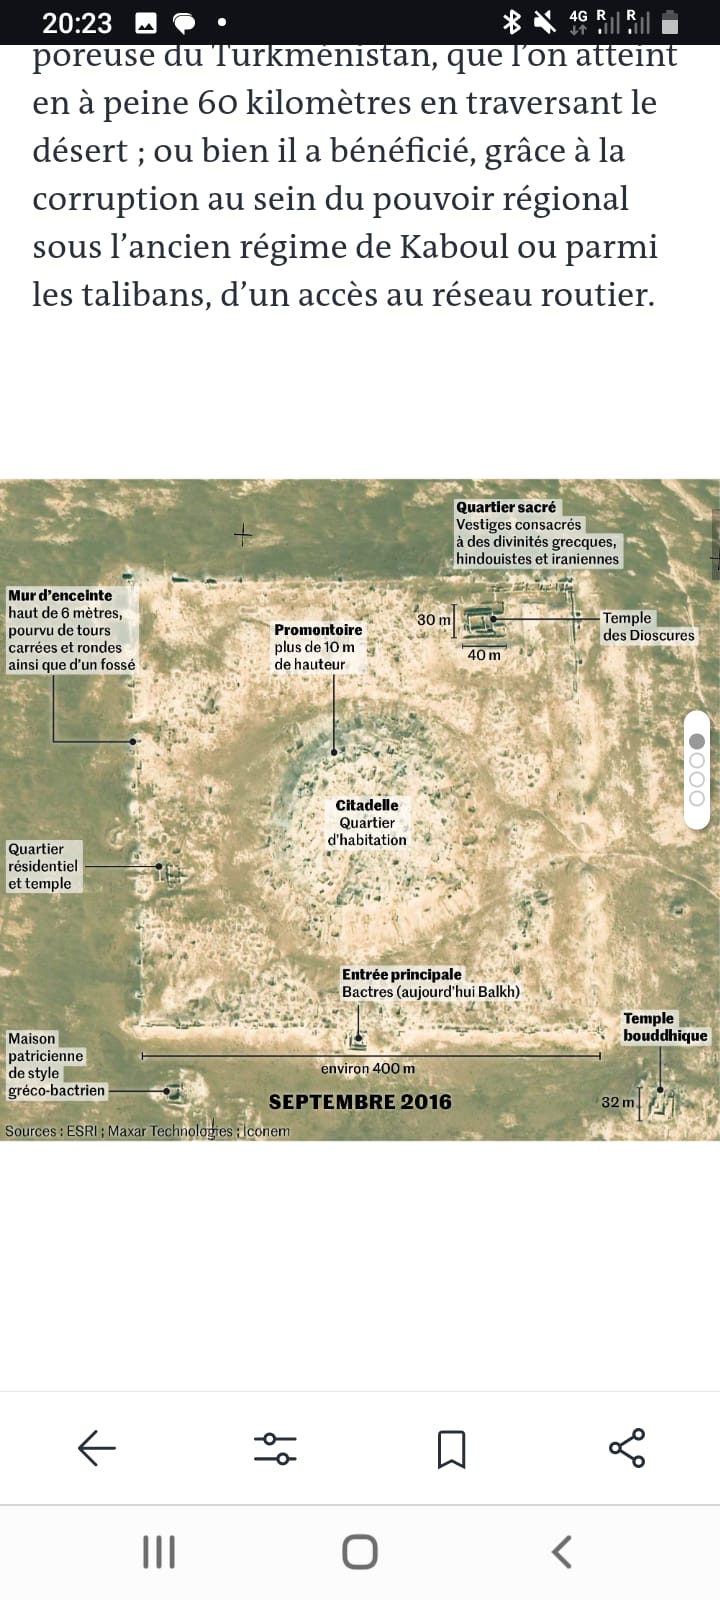 20:23
4G R R
poreuse du Turkménistan, que l'on atteint
en à peine 60 kilomètres en traversant le
désert ; ou bien il a bénéficié, grâce à la
corruption au sein du pouvoir régional
sous l'ancien régime de Kaboul ou parmi
les talibans, d'un accès au réseau routier.
Quartier sacré
Vestiges consacrés
à des divinités grecques,
hindouistes et iraniennes
Mur d'enceinte
haut de 6 mètres,
pourvu de tours
carrées et rondes
ainsi que d'un fossé
Promontoire
plus de 10 m
de hauteur
30 m
40 m
Temple
des Dioscures
Citadelle
Quartier
d'habitation
Quartier
résidentiel
et temple
Entrée principale
Bactres (aujourd'hui Balkh)
Temple
bouddhique
Maison
patricienne
de style
gréco-bactrien
environ 400 m
SEPTEMBRE 2016
32 m
Sources : ESRI ; Maxar Technologies ; Iconem